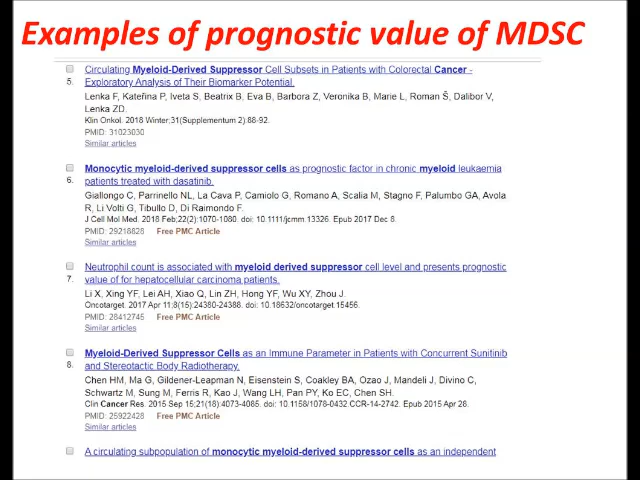 Examples of prognostic value of MDSC
Circulating Myeloid-Derived Suppressor Cell Subsets in Patients with Colorectal Cancer -
5. Exploratory Analysis of Their Biomarker Potential.
Lenka F, Kateřina P, Iveta S, Beatrix B, Eva B, Barbora Z, Veronika B, Marie L, Roman Š, Dalibor V,
Lenka ZD.
Klin Onkol. 2018 Winter;31(Supplementum 2):88-92.
PMID: 31023030
Similar articles
Monocytic myeloid-derived suppressor cells as prognostic factor in chronic myeloid leukaemia
6. patients treated with dasatinib.
Giallongo C, Parrinello NL, La Cava P, Camiolo G, Romano A, Scalia M, Stagno F, Palumbo GA, Avola
R, Li Volti G, Tibullo D, Di Raimondo F.
J Cell Mol Med. 2018 Feb;22(2):1070-1080. doi: 10.1111/jcmm.13326. Epub 2017 Dec 8.
PMID: 29218828 Free PMC Article
Similar articles
Neutrophil count is associated with myeloid derived suppressor cell level and presents prognostic
7. value of for hepatocellular carcinoma patients.
Li X, Xing YF, Lei AH, Xiao Q, Lin ZH, Hong YF, Wu XY, Zhou J.
Oncotarget. 2017 Apr 11;8(15):24380-24388. doi: 10.18632/oncotarget.15456.
PMID: 28412745 Free PMC Article
Similar articles
Myeloid-Derived Suppressor Cells as an Immune Parameter in Patients with Concurrent Sunitinib
8. and Stereotactic Body Radiotherapy.
Chen HM, Ma G, Gildener-Leapman N, Eisenstein S, Coakley BA, Ozao J, Mandeli J, Divino C,
Schwartz M, Sung M, Ferris R, Kao J, Wang LH, Pan PY, Ko EC, Chen SH.
Clin Cancer Res. 2015 Sep 15;21(18):4073-4085. doi: 10.1158/1078-0432.CCR-14-2742. Epub 2015 Apr 28.
PMID: 25922428 Free PMC Article
Similar articles
A circulating subpopulation of monocytic myeloid-derived suppressor cells as an independent